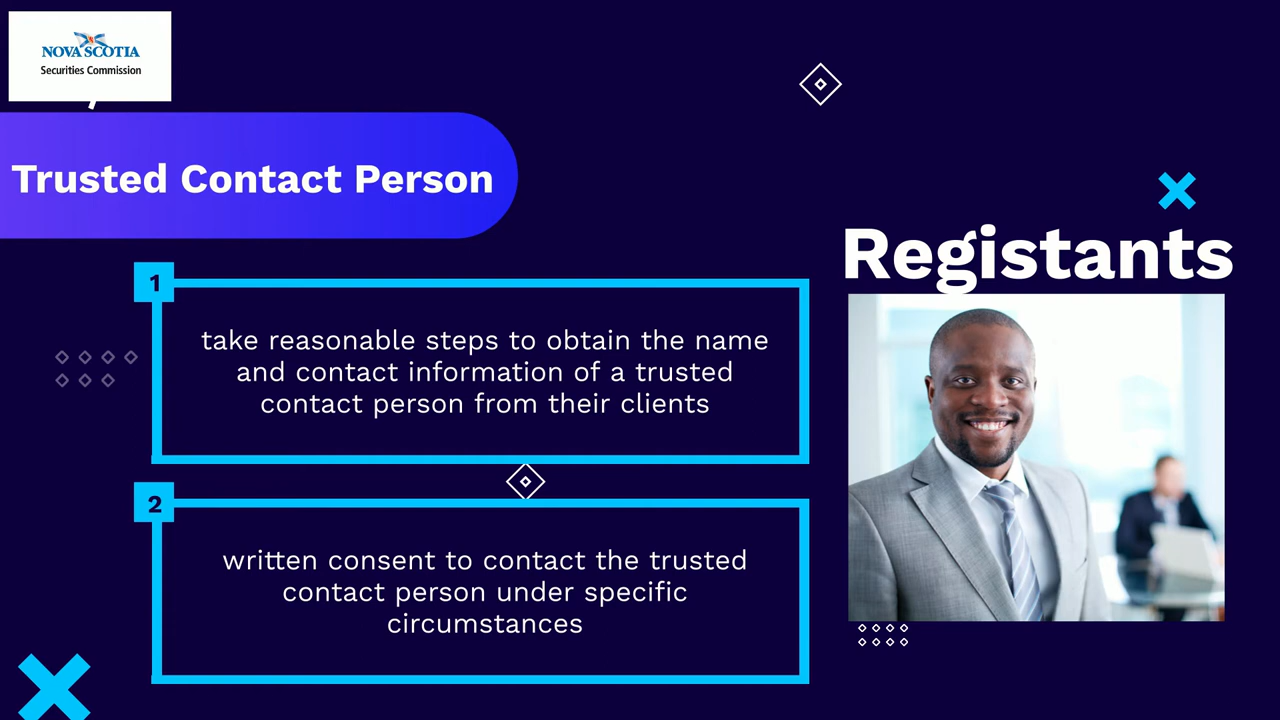 NOVA SCOTIA
Securities Commission
Trusted Contact Person
Registants
1
take reasonable steps to obtain the name
and contact information of a trusted
contact person from their clients
2
written consent to contact the trusted
contact person under specific
circumstances